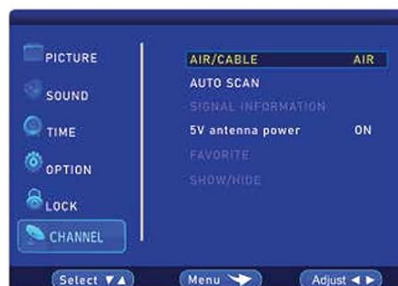 PICTURE
SOUND
TIME
OPTION
LOCK
CHANNEL
AIR/CABLE AIR
AUTO SCAN
SIGNAL INFORMATION
5V antenna power ON
FAVORITE
SHOW/HIDE
Select ▼▲ Menu Adjust ◀ ▶